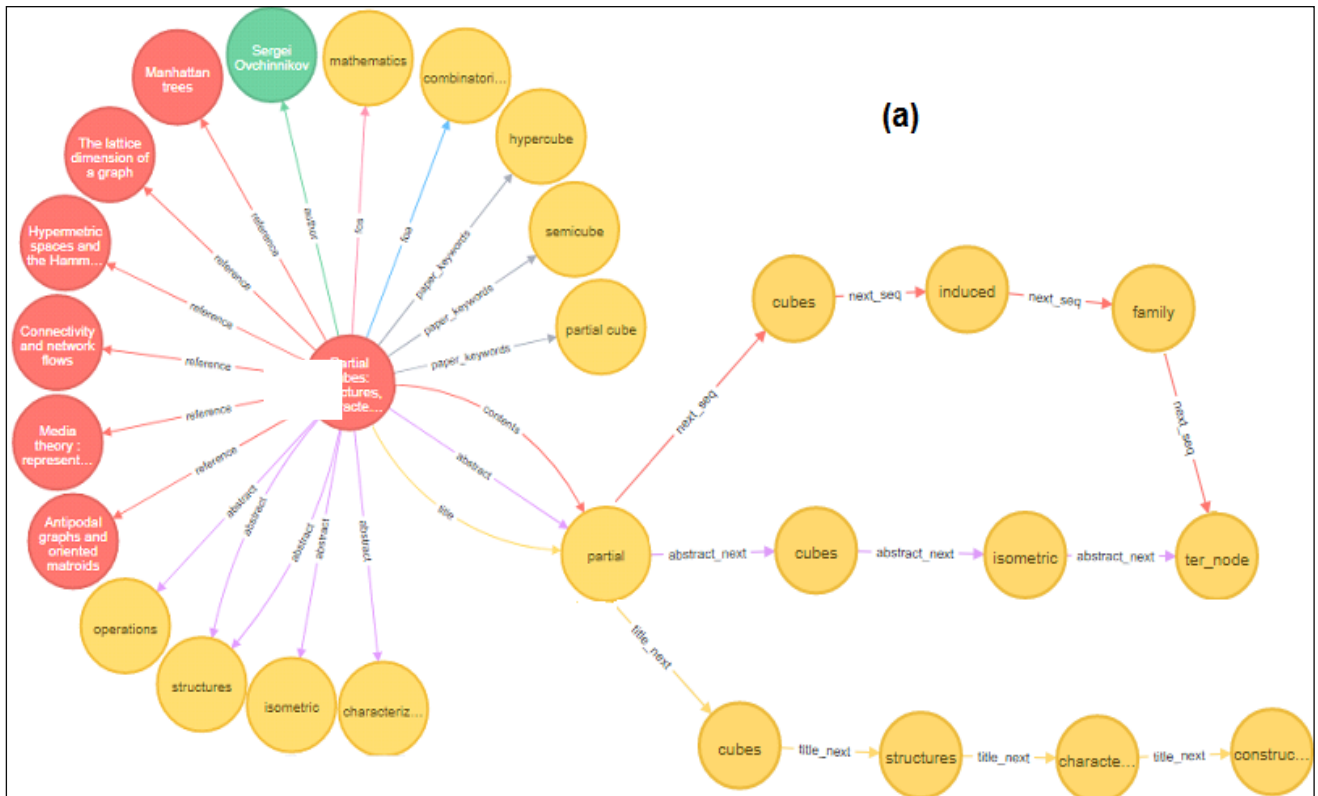 Sergei
Ovchinnikov
mathematics
Manhattan
trees
combinatori...
(a)
hypercube
The lattice
dimension of
a graph
semicube
Hypermetric
spaces and
the Hamm...
partial cube
Connectivity
and network
flows
Media
theory :
represent...
Antipodal
graphs and
oriented
matroids
reference
reference
reference
reference
reference
reference
author
fos
foa
paper_keywords
paper_keywords
paper_keywords
Partial
contents
abstract
title
abstract
abstract
abstract
abstract
abstract
operations
structures
isometric
characteriz...
partial
next_seq
cubes
next_seq
induced
next_seq
family
next_seq
abstract_next
cubes
abstract_next
isometric
abstract_next
ter_node
title_next
cubes
title_next
structures
title_next
characte...
title_next
construc...